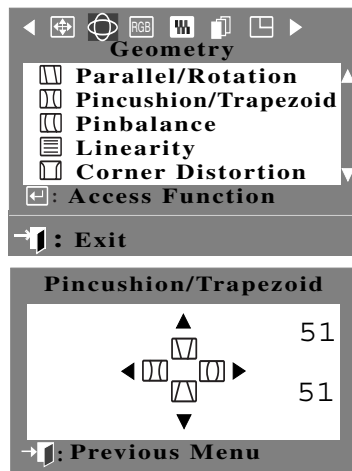 RGB
Geometry
Parallel/Rotation
Pincushion/Trapezoid
Pinbalance
Linearity
Corner Distortion
: Access Function
: Exit
Pincushion/Trapezoid
51
51
: Previous Menu